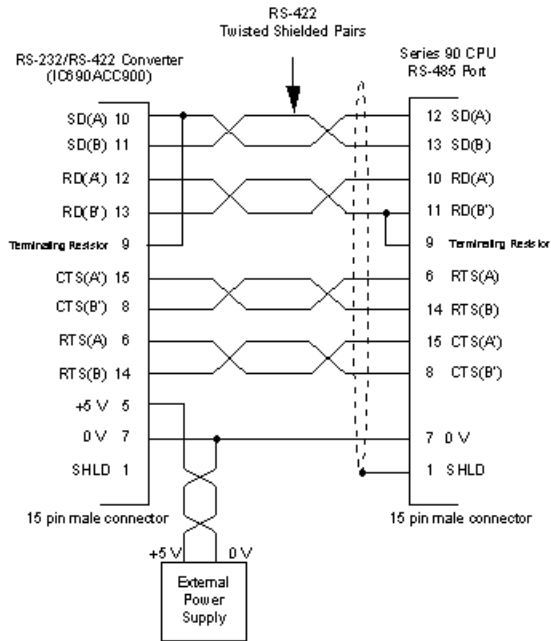 RS-422
Twisted Shielded Pairs
RS-232/RS-422 Converter
(IC690ACC900)
Series 90 CPU
RS-485 Port
SD(A) 10
12 SD(A)
SD(B) 11
13 SD(B)
RD(A') 12
10 RD(A')
RD(B') 13
11 RD(B')
Terminating Resistor 9
9 Terminating Resistor
CTS(A') 15
6 RTS(A)
CTS(B') 8
14 RTS(B)
RTS(A) 6
15 CTS(A')
RTS(B) 14
8 CTS(B')
+5 V 5
0 V 7
7 0 V
SHLD 1
1 SHLD
15 pin male connector
15 pin male connector
+5 V
0 V
External
Power
Supply